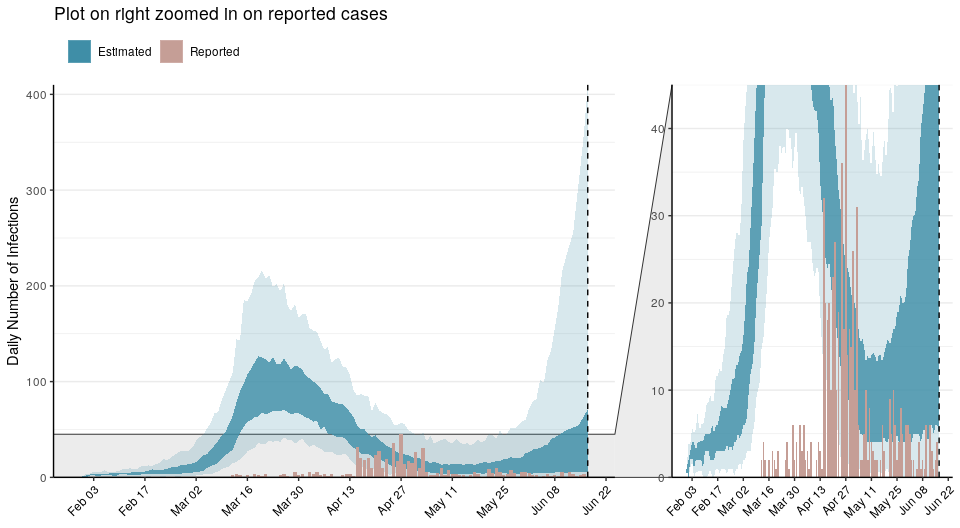 Plot on right zoomed in on reported cases
Estimated
Reported
Daily Number of Infections
400
300
200
100
0
Feb 03
Feb 17
Mar 02
Mar 16
Mar 30
Apr 13
Apr 27
May 11
May 25
Jun 08
Jun 22
40
30
20
10
0
Feb 03
Feb 17
Mar 02
Mar 16
Mar 30
Apr 13
Apr 27
May 11
May 25
Jun 08
Jun 22